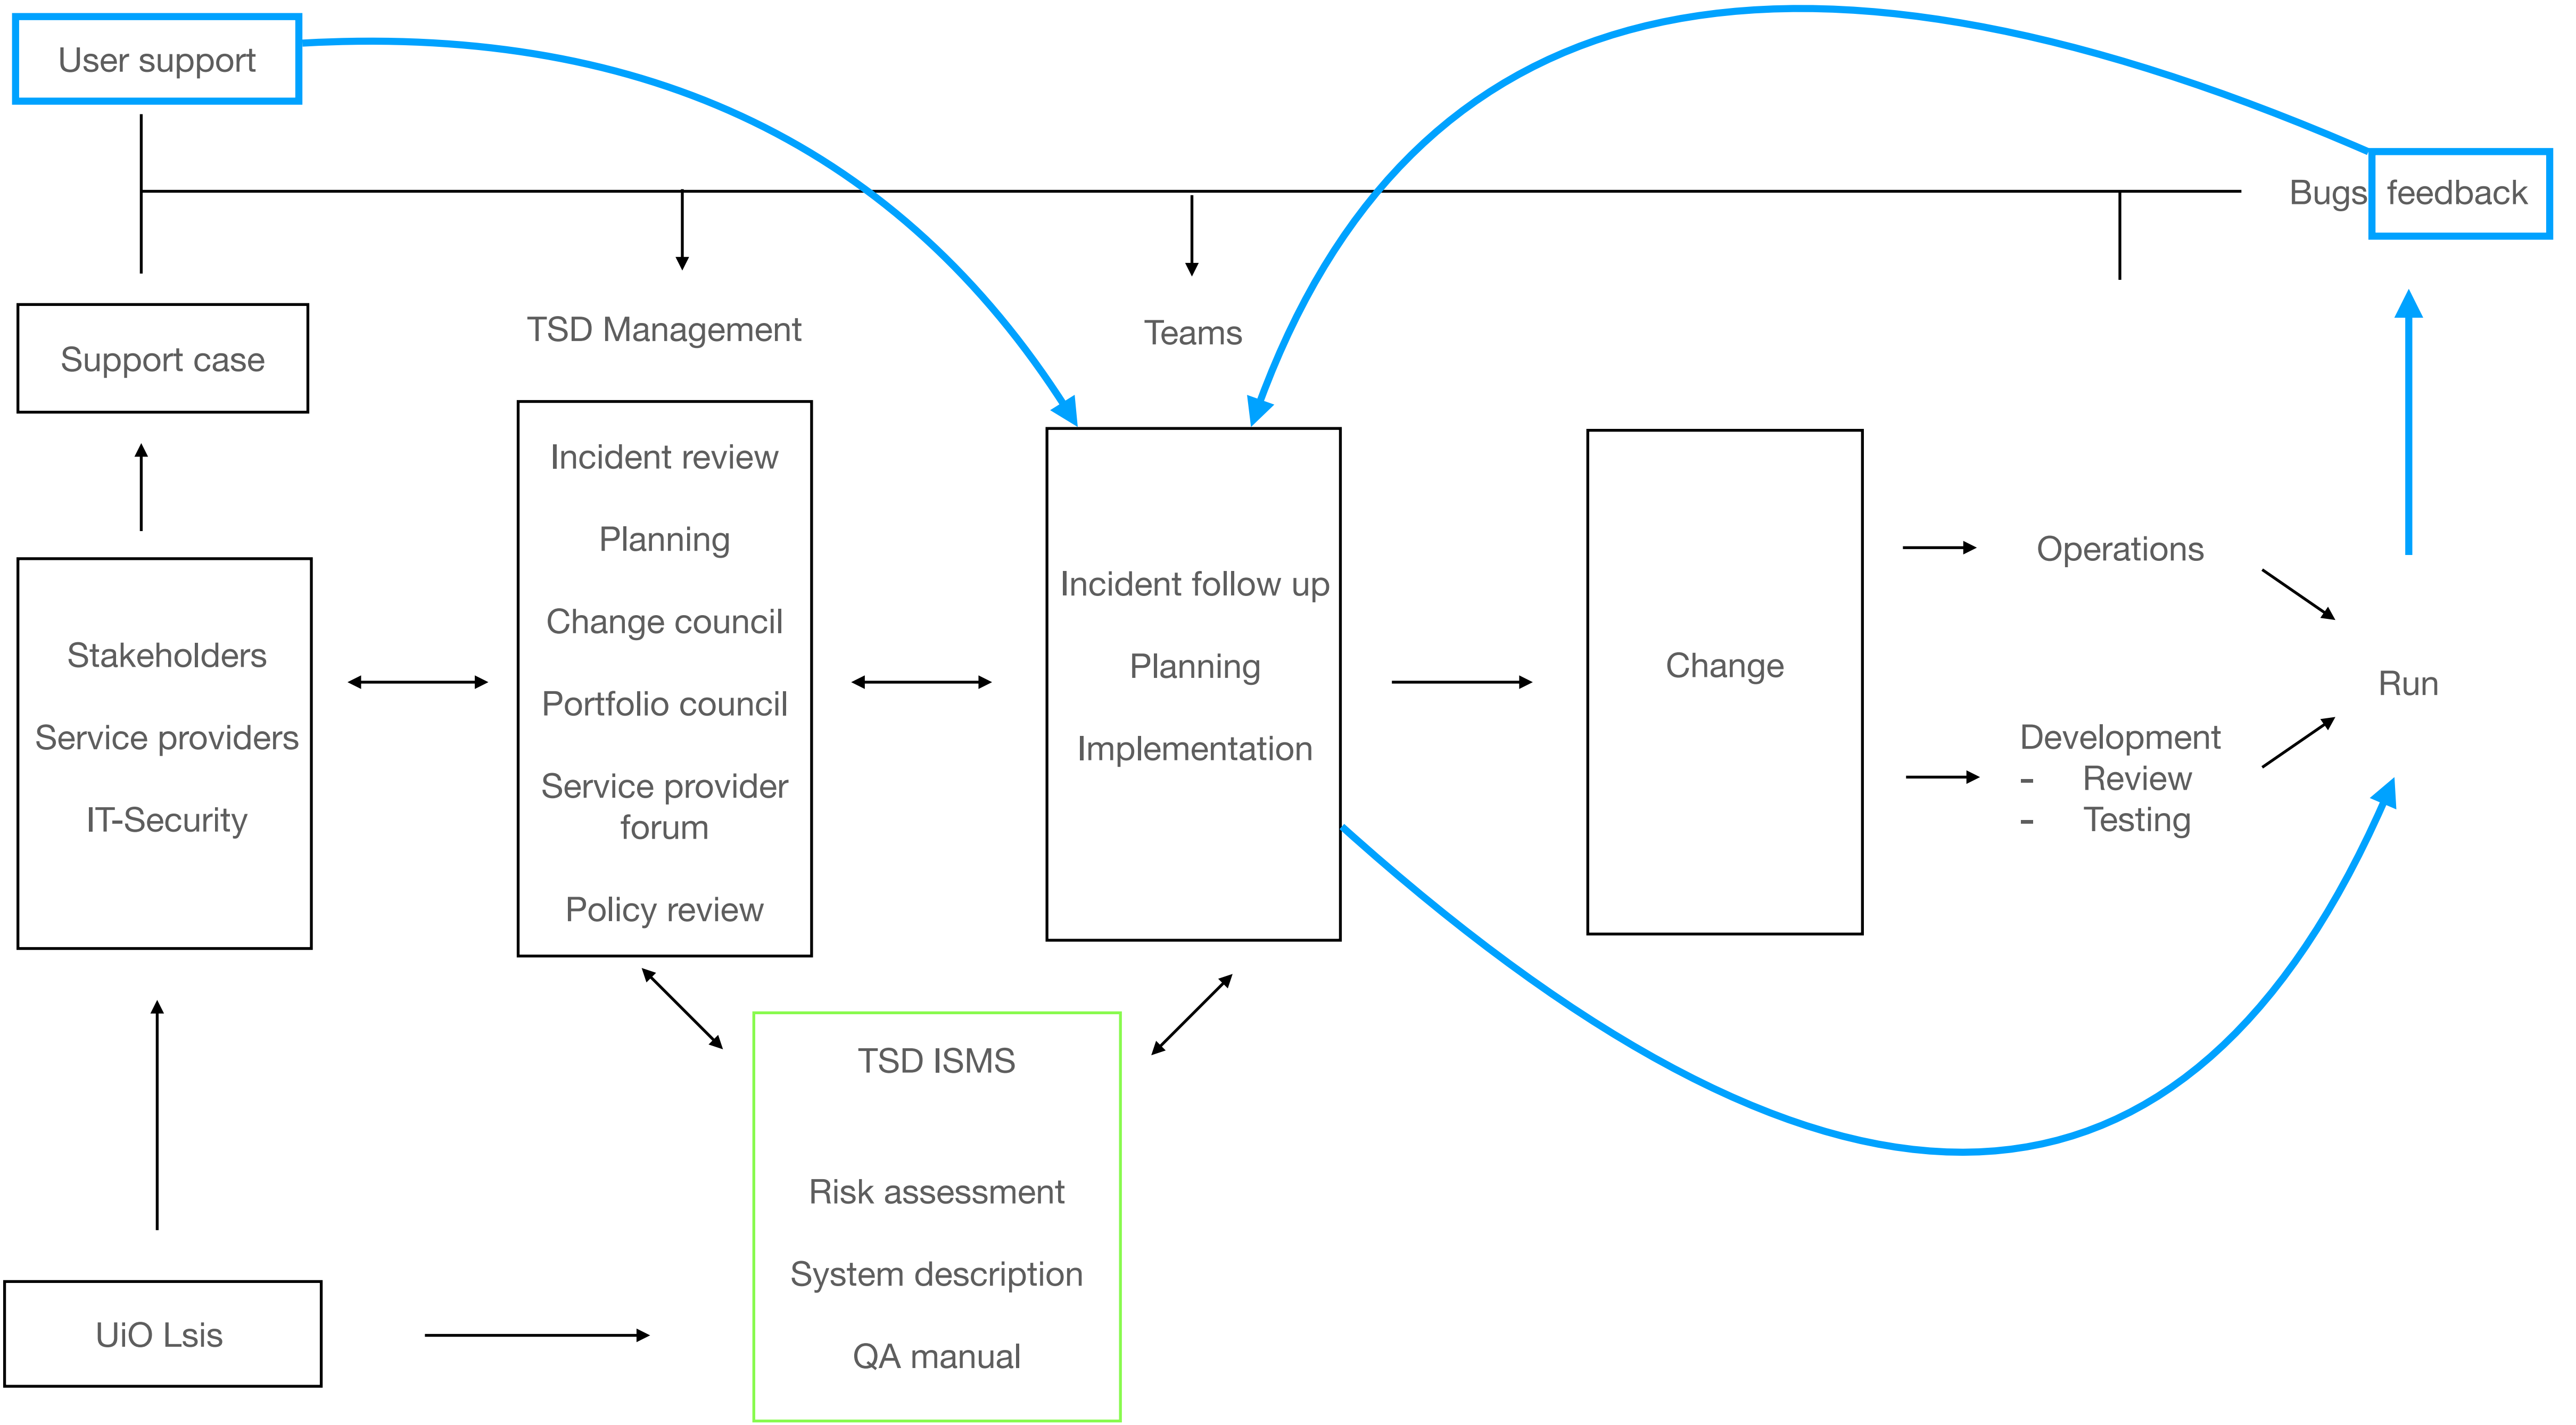 User support
Bugs feedback
Support case
TSD Management
Teams
Stakeholders
Service providers
IT-Security
Incident review
Planning
Change council
Portfolio council
Service provider
forum
Policy review
Incident follow up
Planning
Implementation
Change
Operations
Development
- Review
- Testing
Run
TSD ISMS
Risk assessment
System description
QA manual
UiO Lsis